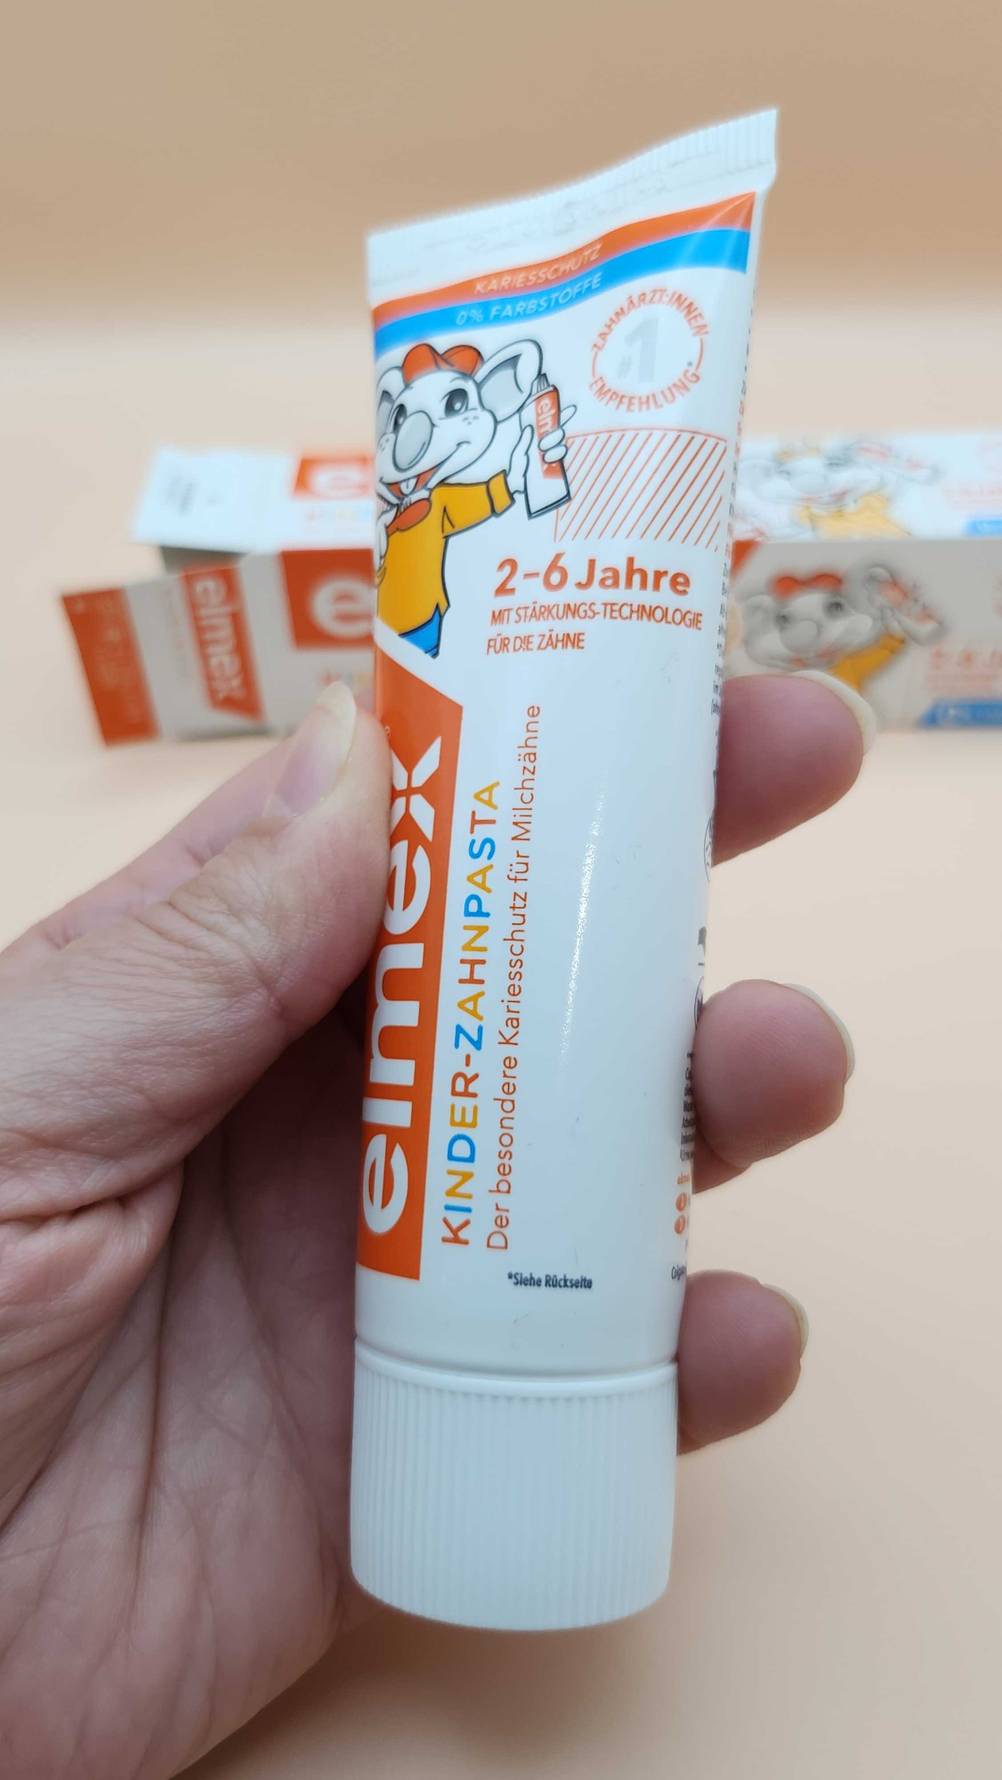 KARIESSCHUTZ
0% FARBSTOFFE
ZAHNÄRZT:INNEN
#1
EMPFEHLUNG*
elmex
2-6 Jahre
MIT STÄRKUNGS-TECHNOLOGIE
FÜR DIE ZÄHNE
elmex
KINDER-ZAHNPASTA
Der besondere Kariesschutz für Milchzähne
*Siehe Rückseite
elmex